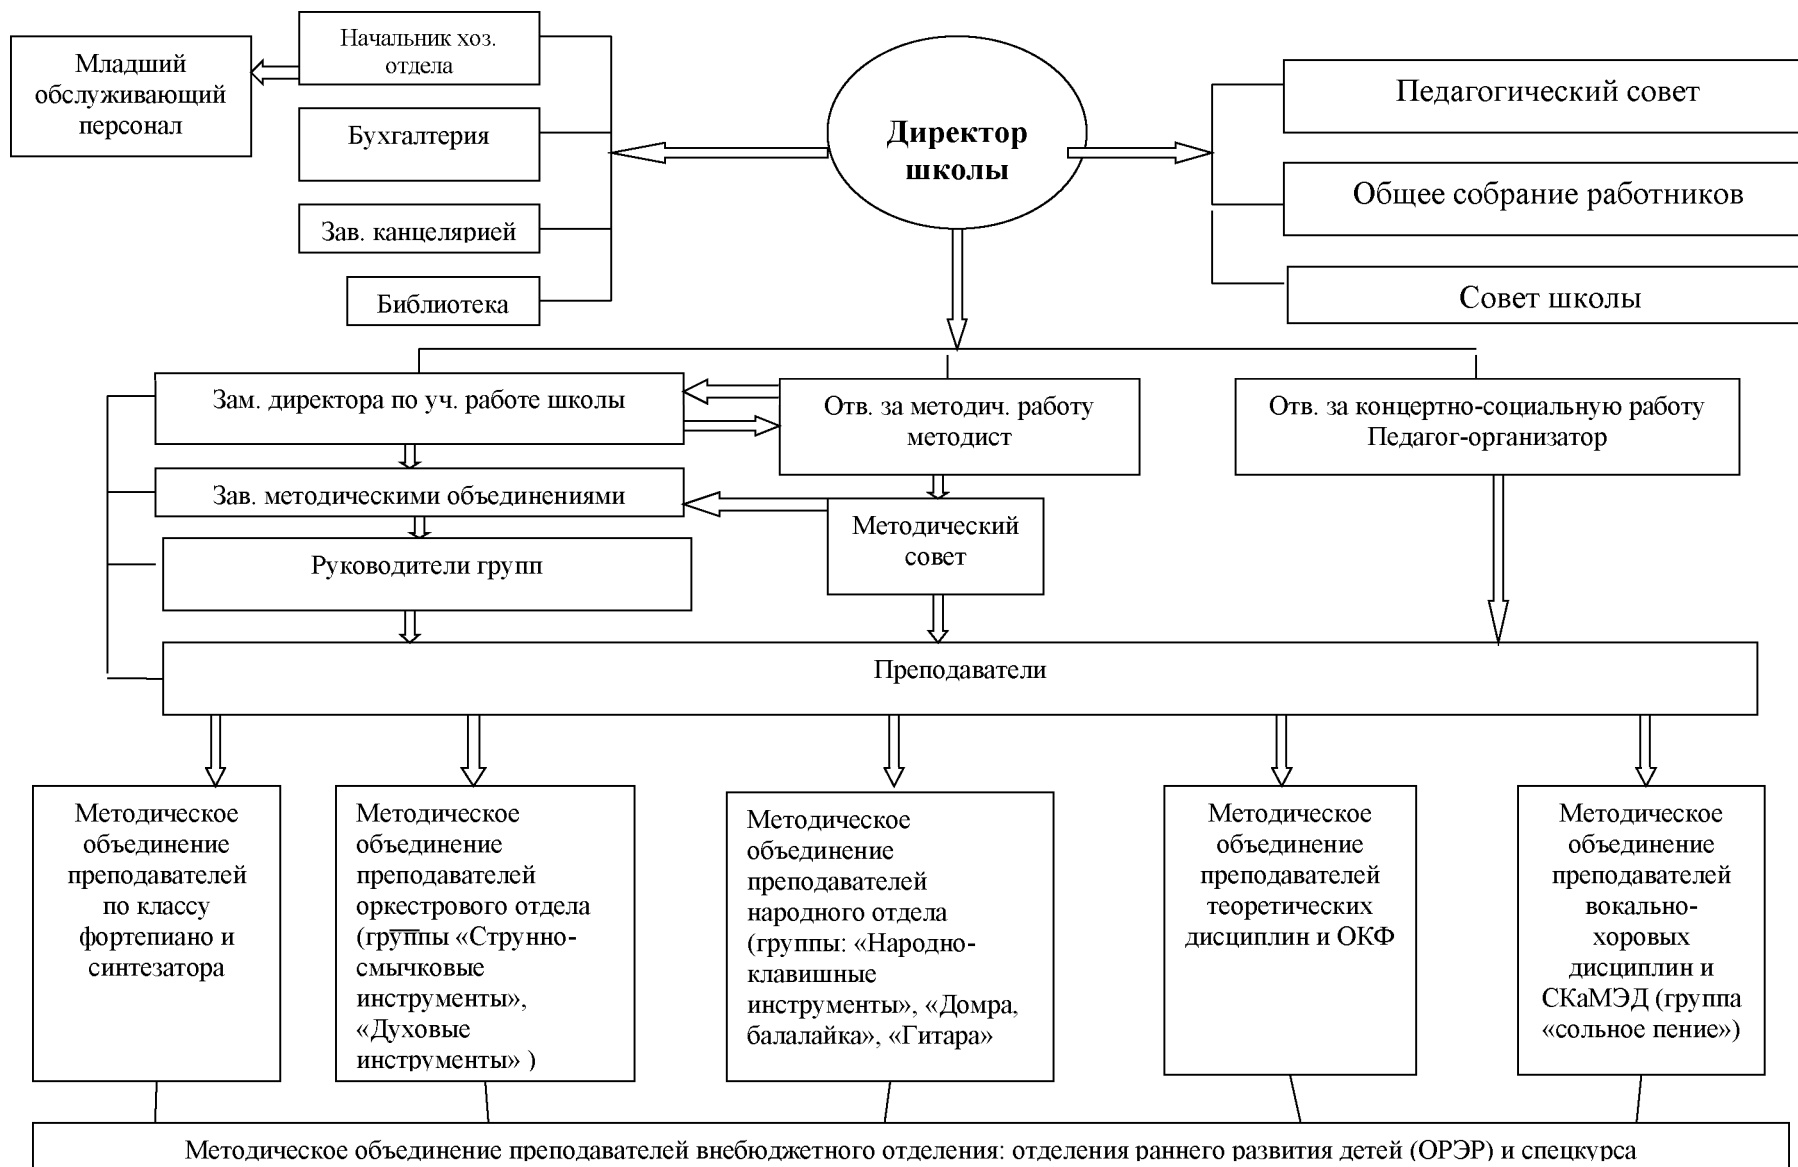 Начальник хоз.
отдела
Младший
обслуживающий
персонал
Бухгалтерия
Зав. канцелярией
Библиотека
Директор
школы
Педагогический совет
Общее собрание работников
Совет школы
Зам. директора по уч. работе школы
Отв. за методич. работу
методист
Отв. за концертно-социальную работу
Педагог-организатор
Зав. методическими объединениями
Методический
совет
Руководители групп
Преподаватели
Методическое
объединение
преподавателей
по классу
фортепиано и
синтезатора
Методическое
объединение
преподавателей
оркестрового отдела
(группы «Струнно-
смычковые
инструменты»,
«Духовые
инструменты» )
Методическое
объединение
преподавателей
народного отдела
(группы: «Народно-
клавишные
инструменты», «Домра,
балалайка», «Гитара»
Методическое
объединение
преподавателей
теоретических
дисциплин и ОКФ
Методическое
объединение
преподавателей
вокально-
хоровых
дисциплин и
СКаМЭД (группа
«сольное пение»)
Методическое объединение преподавателей внебюджетного отделения: отделения раннего развития детей (ОРЭР) и спецкурса